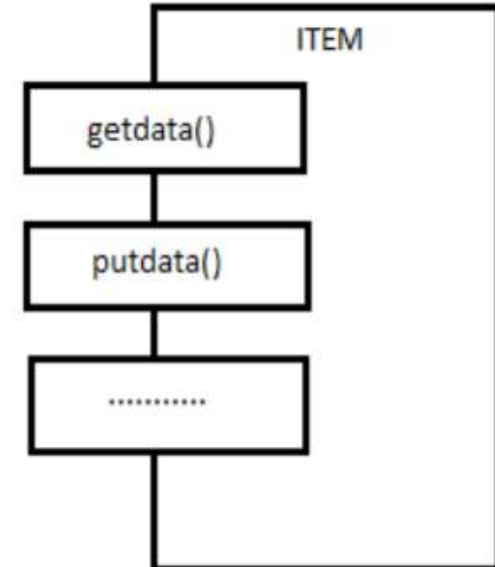 ITEM
getdata()
putdata()
...........